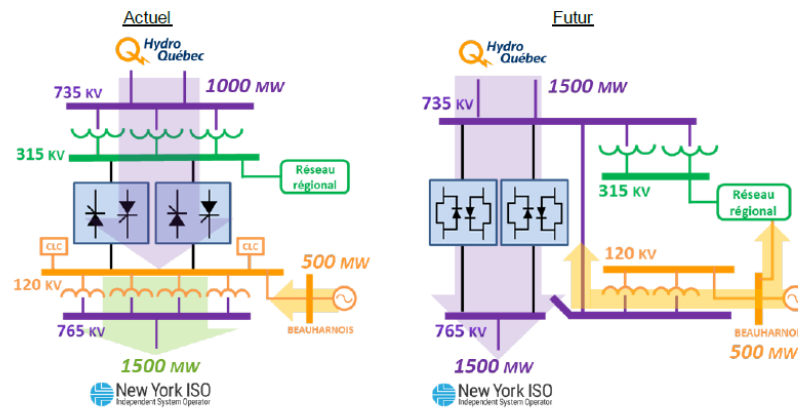 Actuel
Hydro
Québec
1000 MW
735 KV
315 KV
Réseau
régional
CLC
CLC
500 MW
120 KV
BEAUHARNOIS
765 KV
1500 MW
New York ISO
Independent System Operator
Futur
Hydro
Québec
1500 MW
735 KV
315 KV
Réseau
régional
120 KV
765 KV
BEAUHARNOIS
500 MW
1500 MW
New York ISO
Independent System Operator